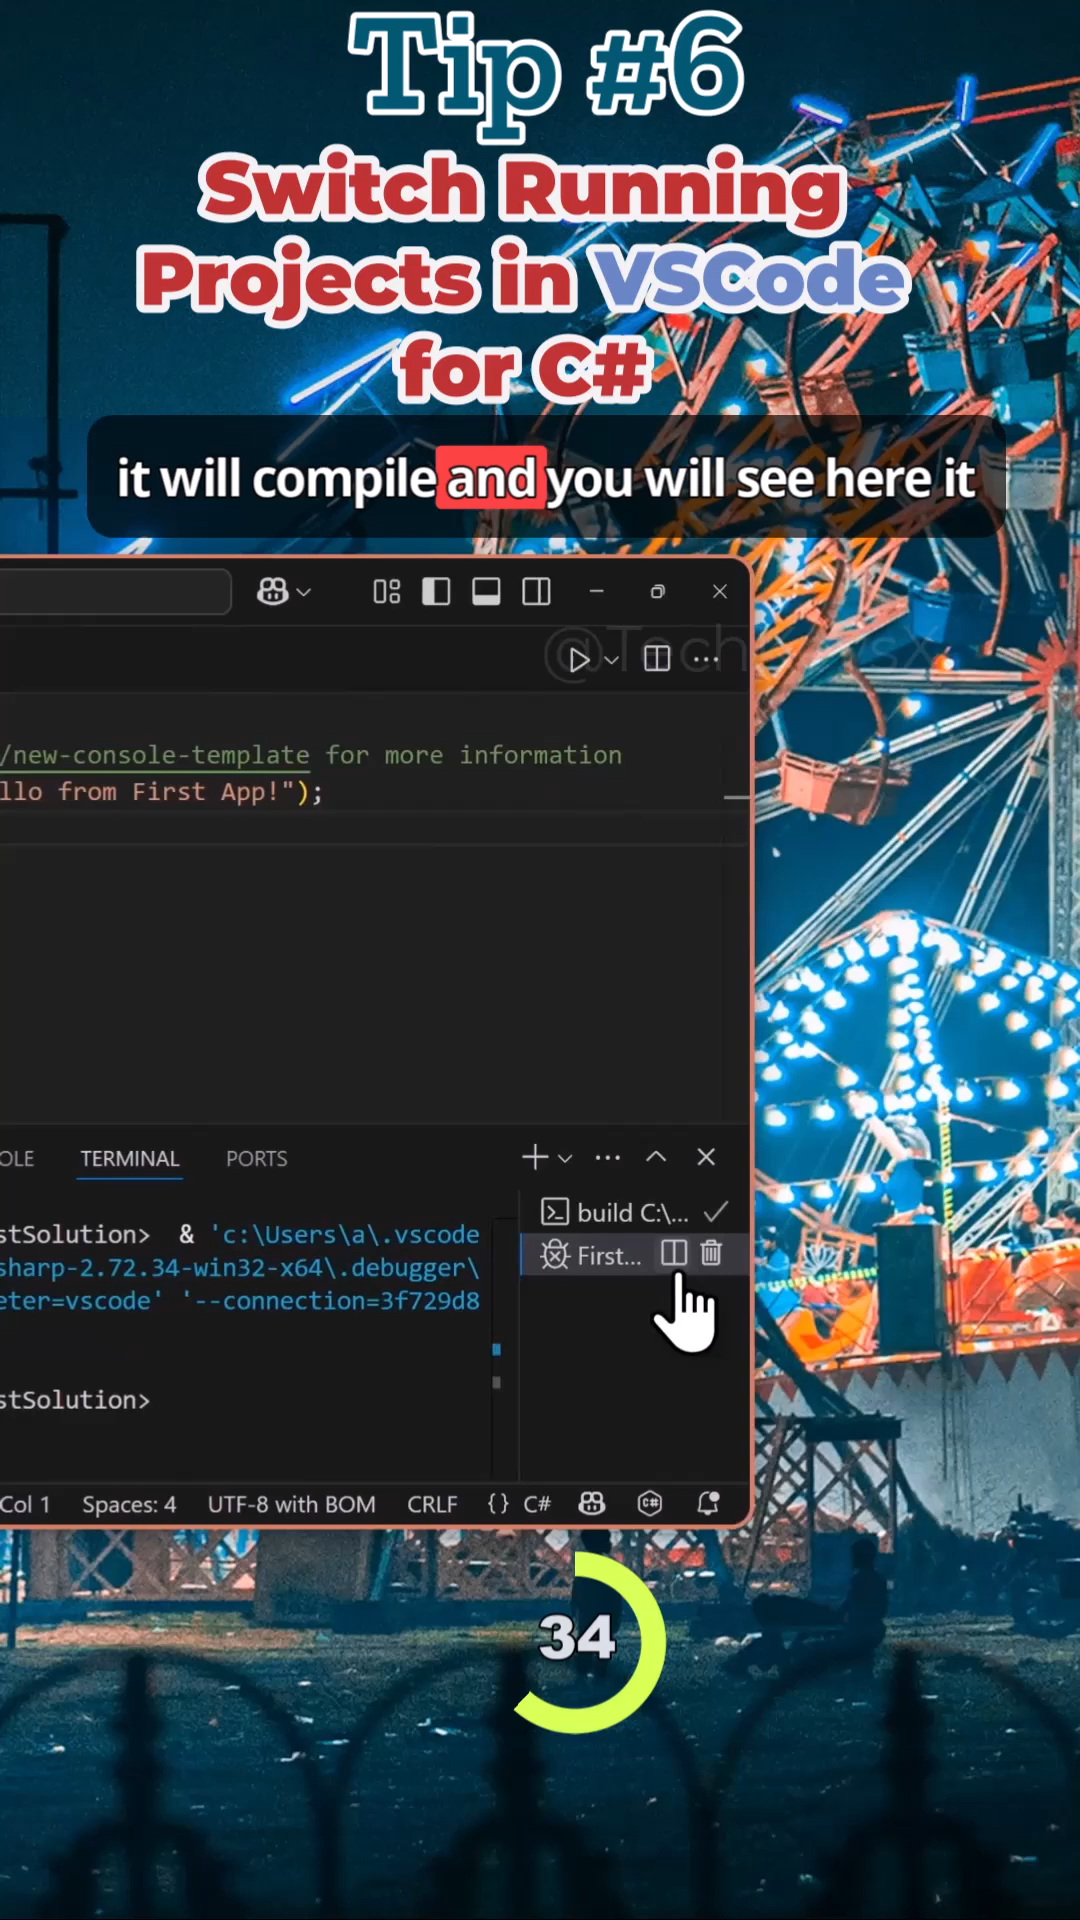 Tip #6
Switch Running
Projects in VSCode
for C#
it will compile and you will see here it
/new-console-template for more information
llo from First App!");
OLE TERMINAL PORTS
stSolution> & 'c:\Users\a\.vscode
sharp-2.72.34-win32-x64\.debugger\
eter=vscode' '--connection=3f729d8
stSolution>
build C:\...
First...
Col 1 Spaces: 4 UTF-8 with BOM CRLF {} C#
34